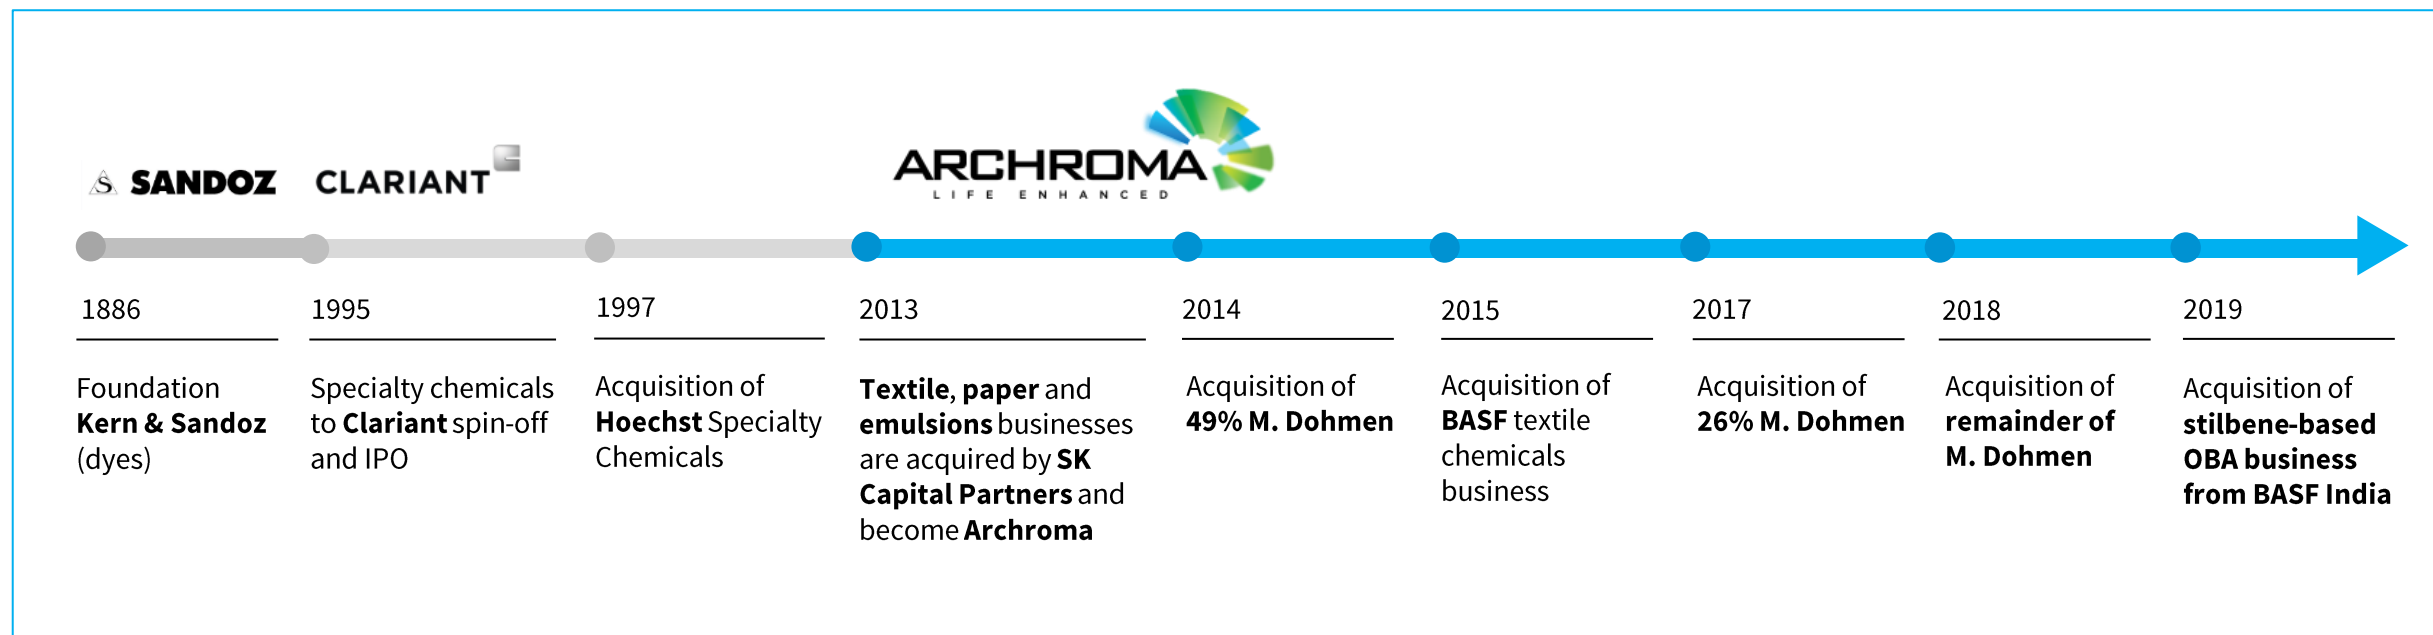 SANDOZ
CLARIANT
ARCHROMA
LIFE ENHANCED
1886
Foundation
Kern & Sandoz
(dyes)
1995
Specialty chemicals
to Clariant spin-off
and IPO
1997
Acquisition of
Hoechst Specialty
Chemicals
2013
Textile, paper and
emulsions businesses
are acquired by SK
Capital Partners and
become Archroma
2014
Acquisition of
49% M. Dohmen
2015
Acquisition of
BASF textile
chemicals
business
2017
Acquisition of
26% M. Dohmen
2018
Acquisition of
remainder of
M. Dohmen
2019
Acquisition of
stilbene-based
OBA business
from BASF India